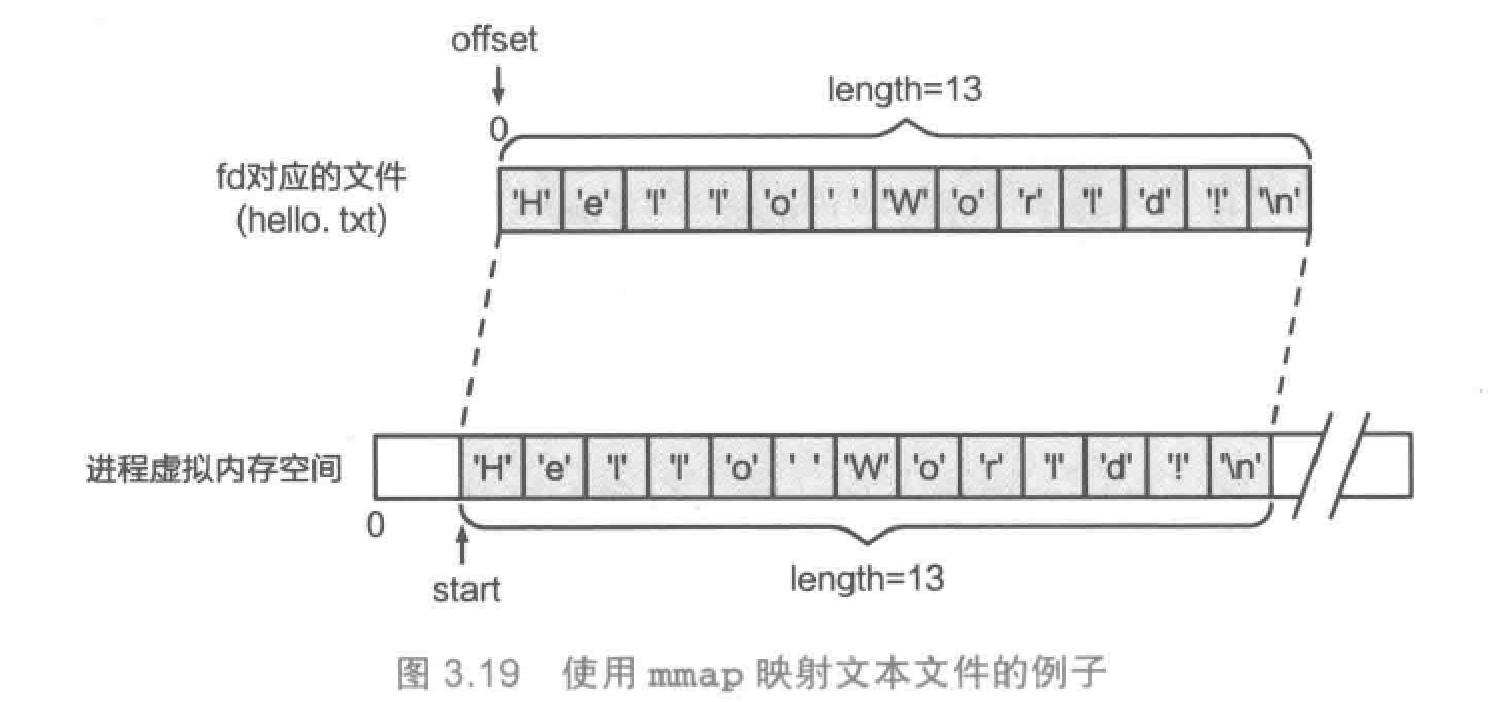 offset
length=13
0
fd对应的文件
(hello. txt)
'H' 'e' 'l' 'l' 'o' ' ' 'W' 'o' 'r' 'l' 'd' '!' '\n'
进程虚拟内存空间
'H' 'e' 'l' 'l' 'o' ' ' 'W' 'o' 'r' 'l' 'd' '!' '\n'
0
start
length=13
图 3.19 使用 mmap 映射文本文件的例子